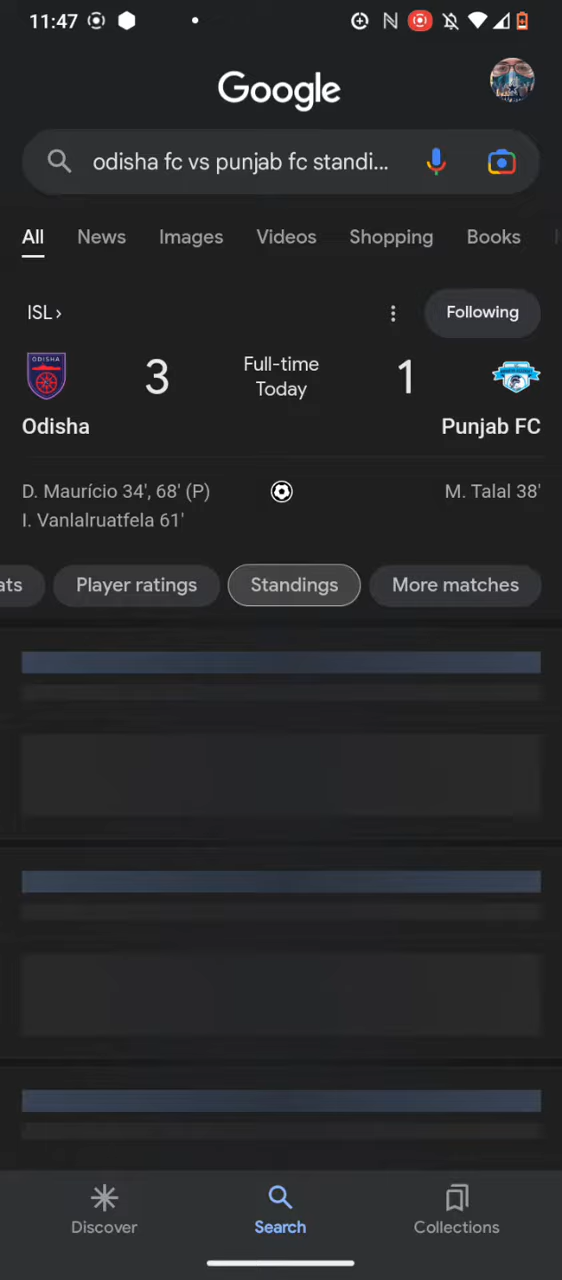 11:47
Google
odisha fc vs punjab fc standi...
All News Images Videos Shopping Books
ISL ›
Following
3 Full-time 1
Today
Odisha Punjab FC
D. Maurício 34', 68' (P) M. Talal 38'
I. Vanlalruatfela 61'
ats Player ratings Standings More matches
Discover Search Collections